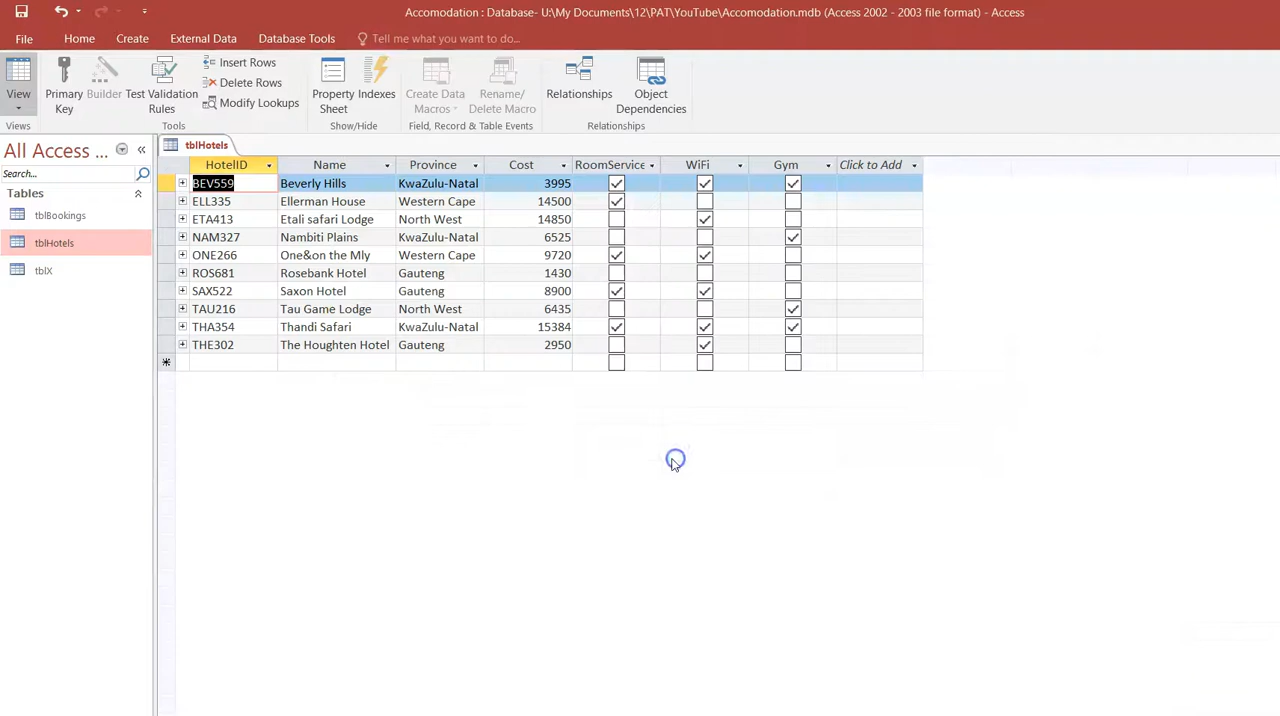 Accomodation : Database- U:\My Documents\12\PAT\YouTube\Accomodation.mdb (Access 2002 - 2003 file format) - Access
File Home Create External Data Database Tools Tell me what you want to do...
View
Primary Key
Builder
Test Validation Rules
Insert Rows
Delete Rows
Modify Lookups
Property Sheet
Indexes
Create Data Macros
Rename/ Delete Macro
Relationships
Object Dependencies
Views Tools Show/Hide Field, Record & Table Events Relationships
All Access ...
Search...
Tables
tblBookings
tblHotels
tblX
tblHotels
HotelID Name Province Cost RoomService WiFi Gym Click to Add
BEV559 Beverly Hills KwaZulu-Natal 3995
ELL335 Ellerman House Western Cape 14500
ETA413 Etali safari Lodge North West 14850
NAM327 Nambiti Plains KwaZulu-Natal 6525
ONE266 One&on the Mly Western Cape 9720
ROS681 Rosebank Hotel Gauteng 1430
SAX522 Saxon Hotel Gauteng 8900
TAU216 Tau Game Lodge North West 6435
THA354 Thandi Safari KwaZulu-Natal 15384
THE302 The Houghten Hotel Gauteng 2950